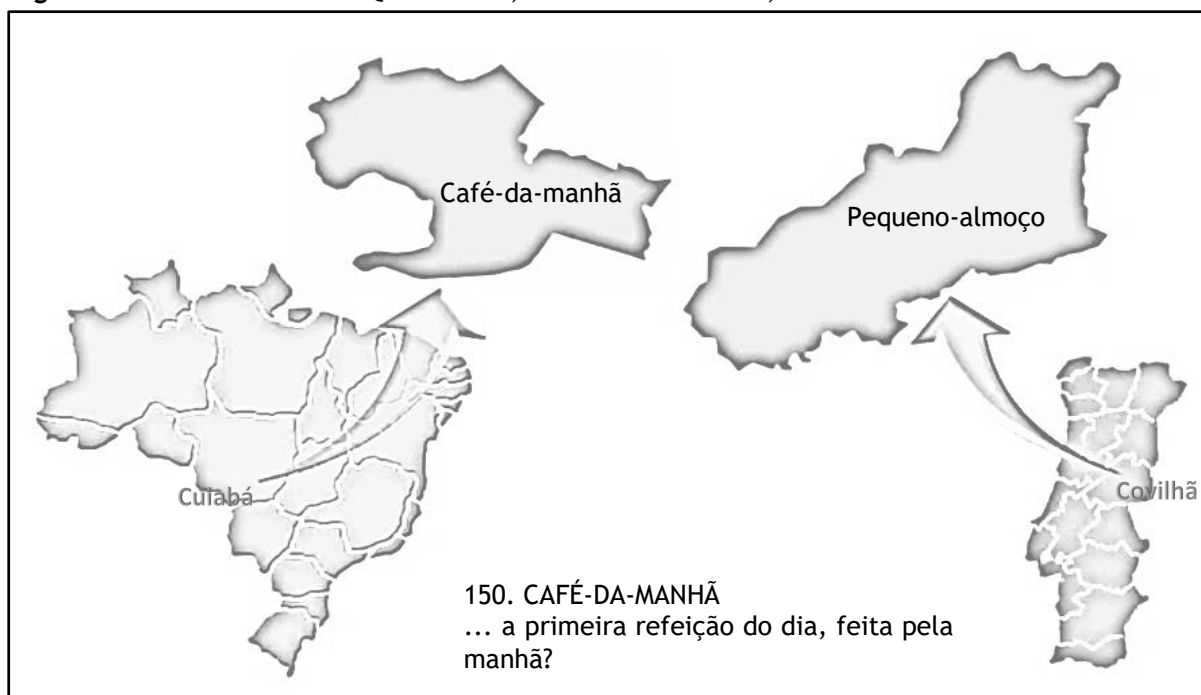 Café-da-manhã
Pequeno-almoço
Cuiabá
Covilhã
150. CAFÉ-DA-MANHÃ
... a primeira refeição do dia, feita pela
manhã?